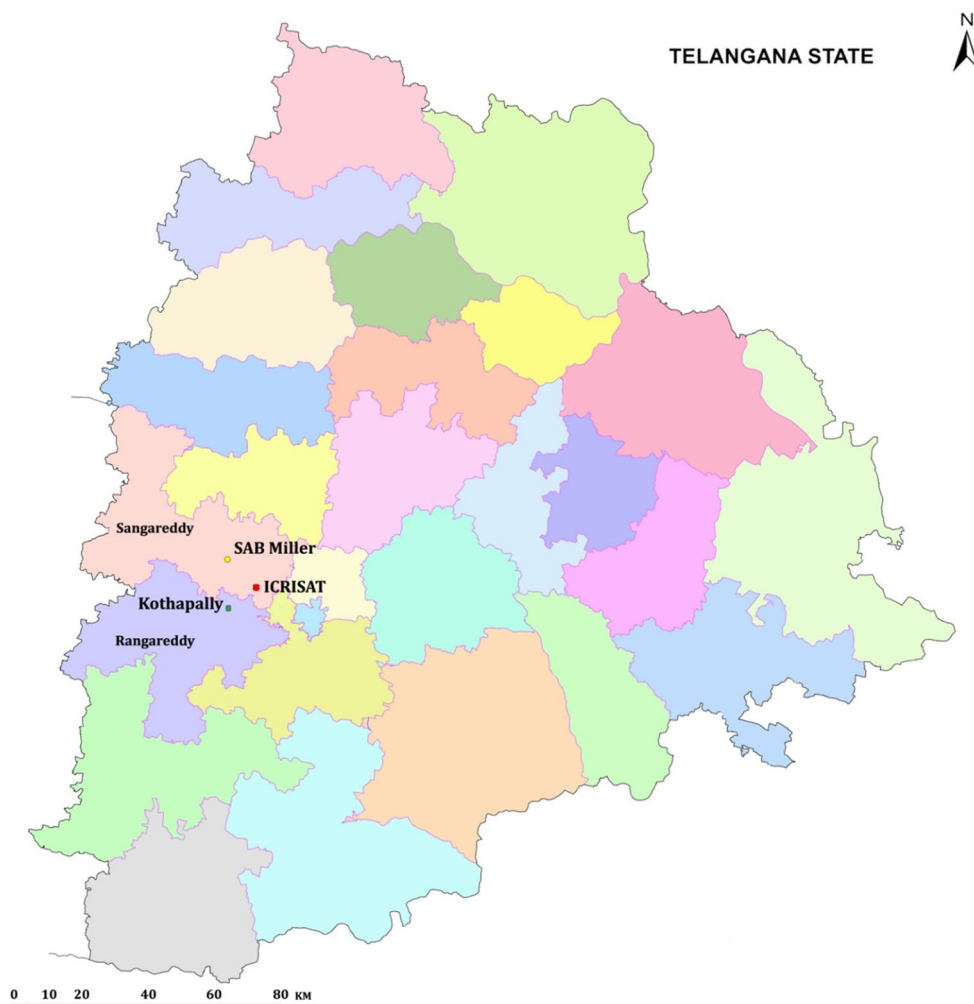 N
TELANGANA STATE
Sangareddy
SAB Miller
ICRISAT
Kothapally
Rangareddy
0 10 20 40 60 80 KM